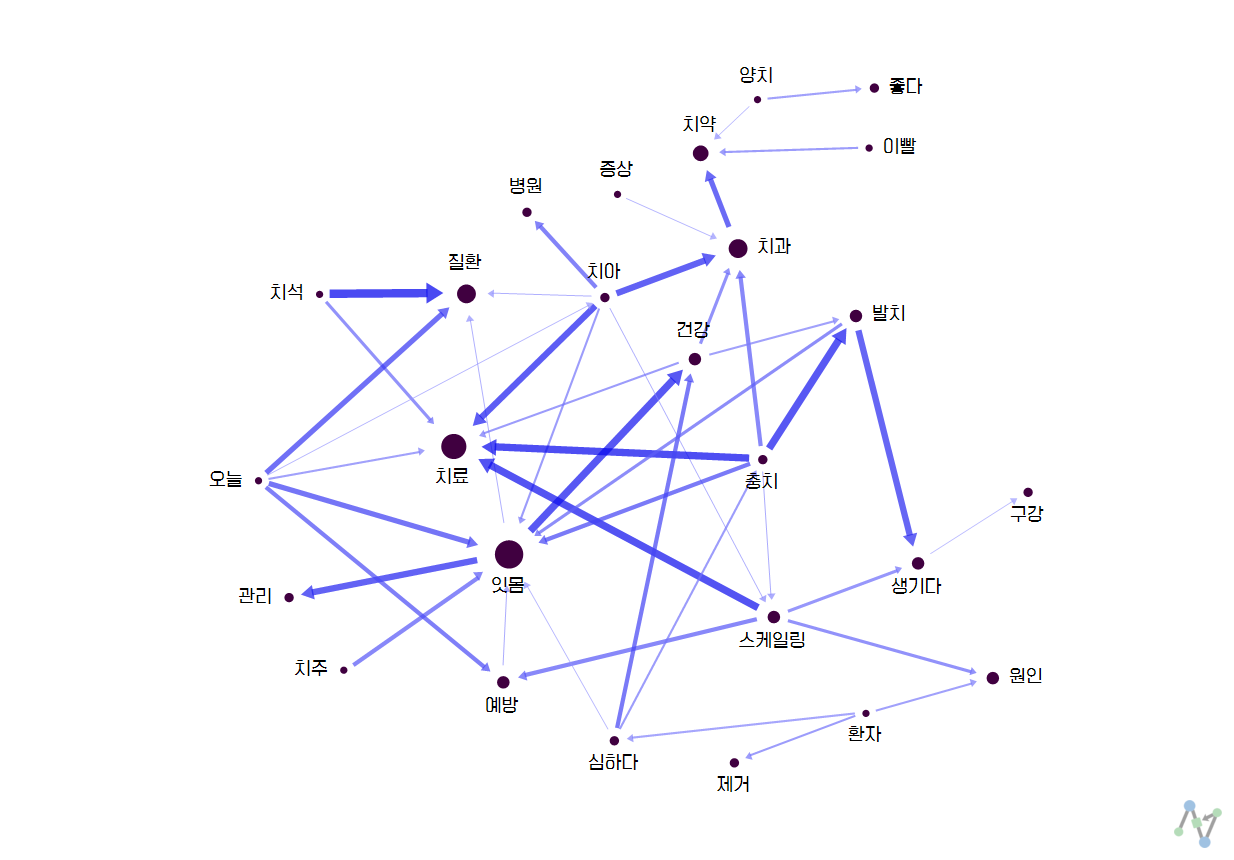 양치
좋다
치약
이빨
증상
병원
치과
질환
치아
치석
발치
건강
치료
오늘
충치
구강
잇몸
생기다
관리
스케일링
치주
원인
예방
환자
심하다
제거